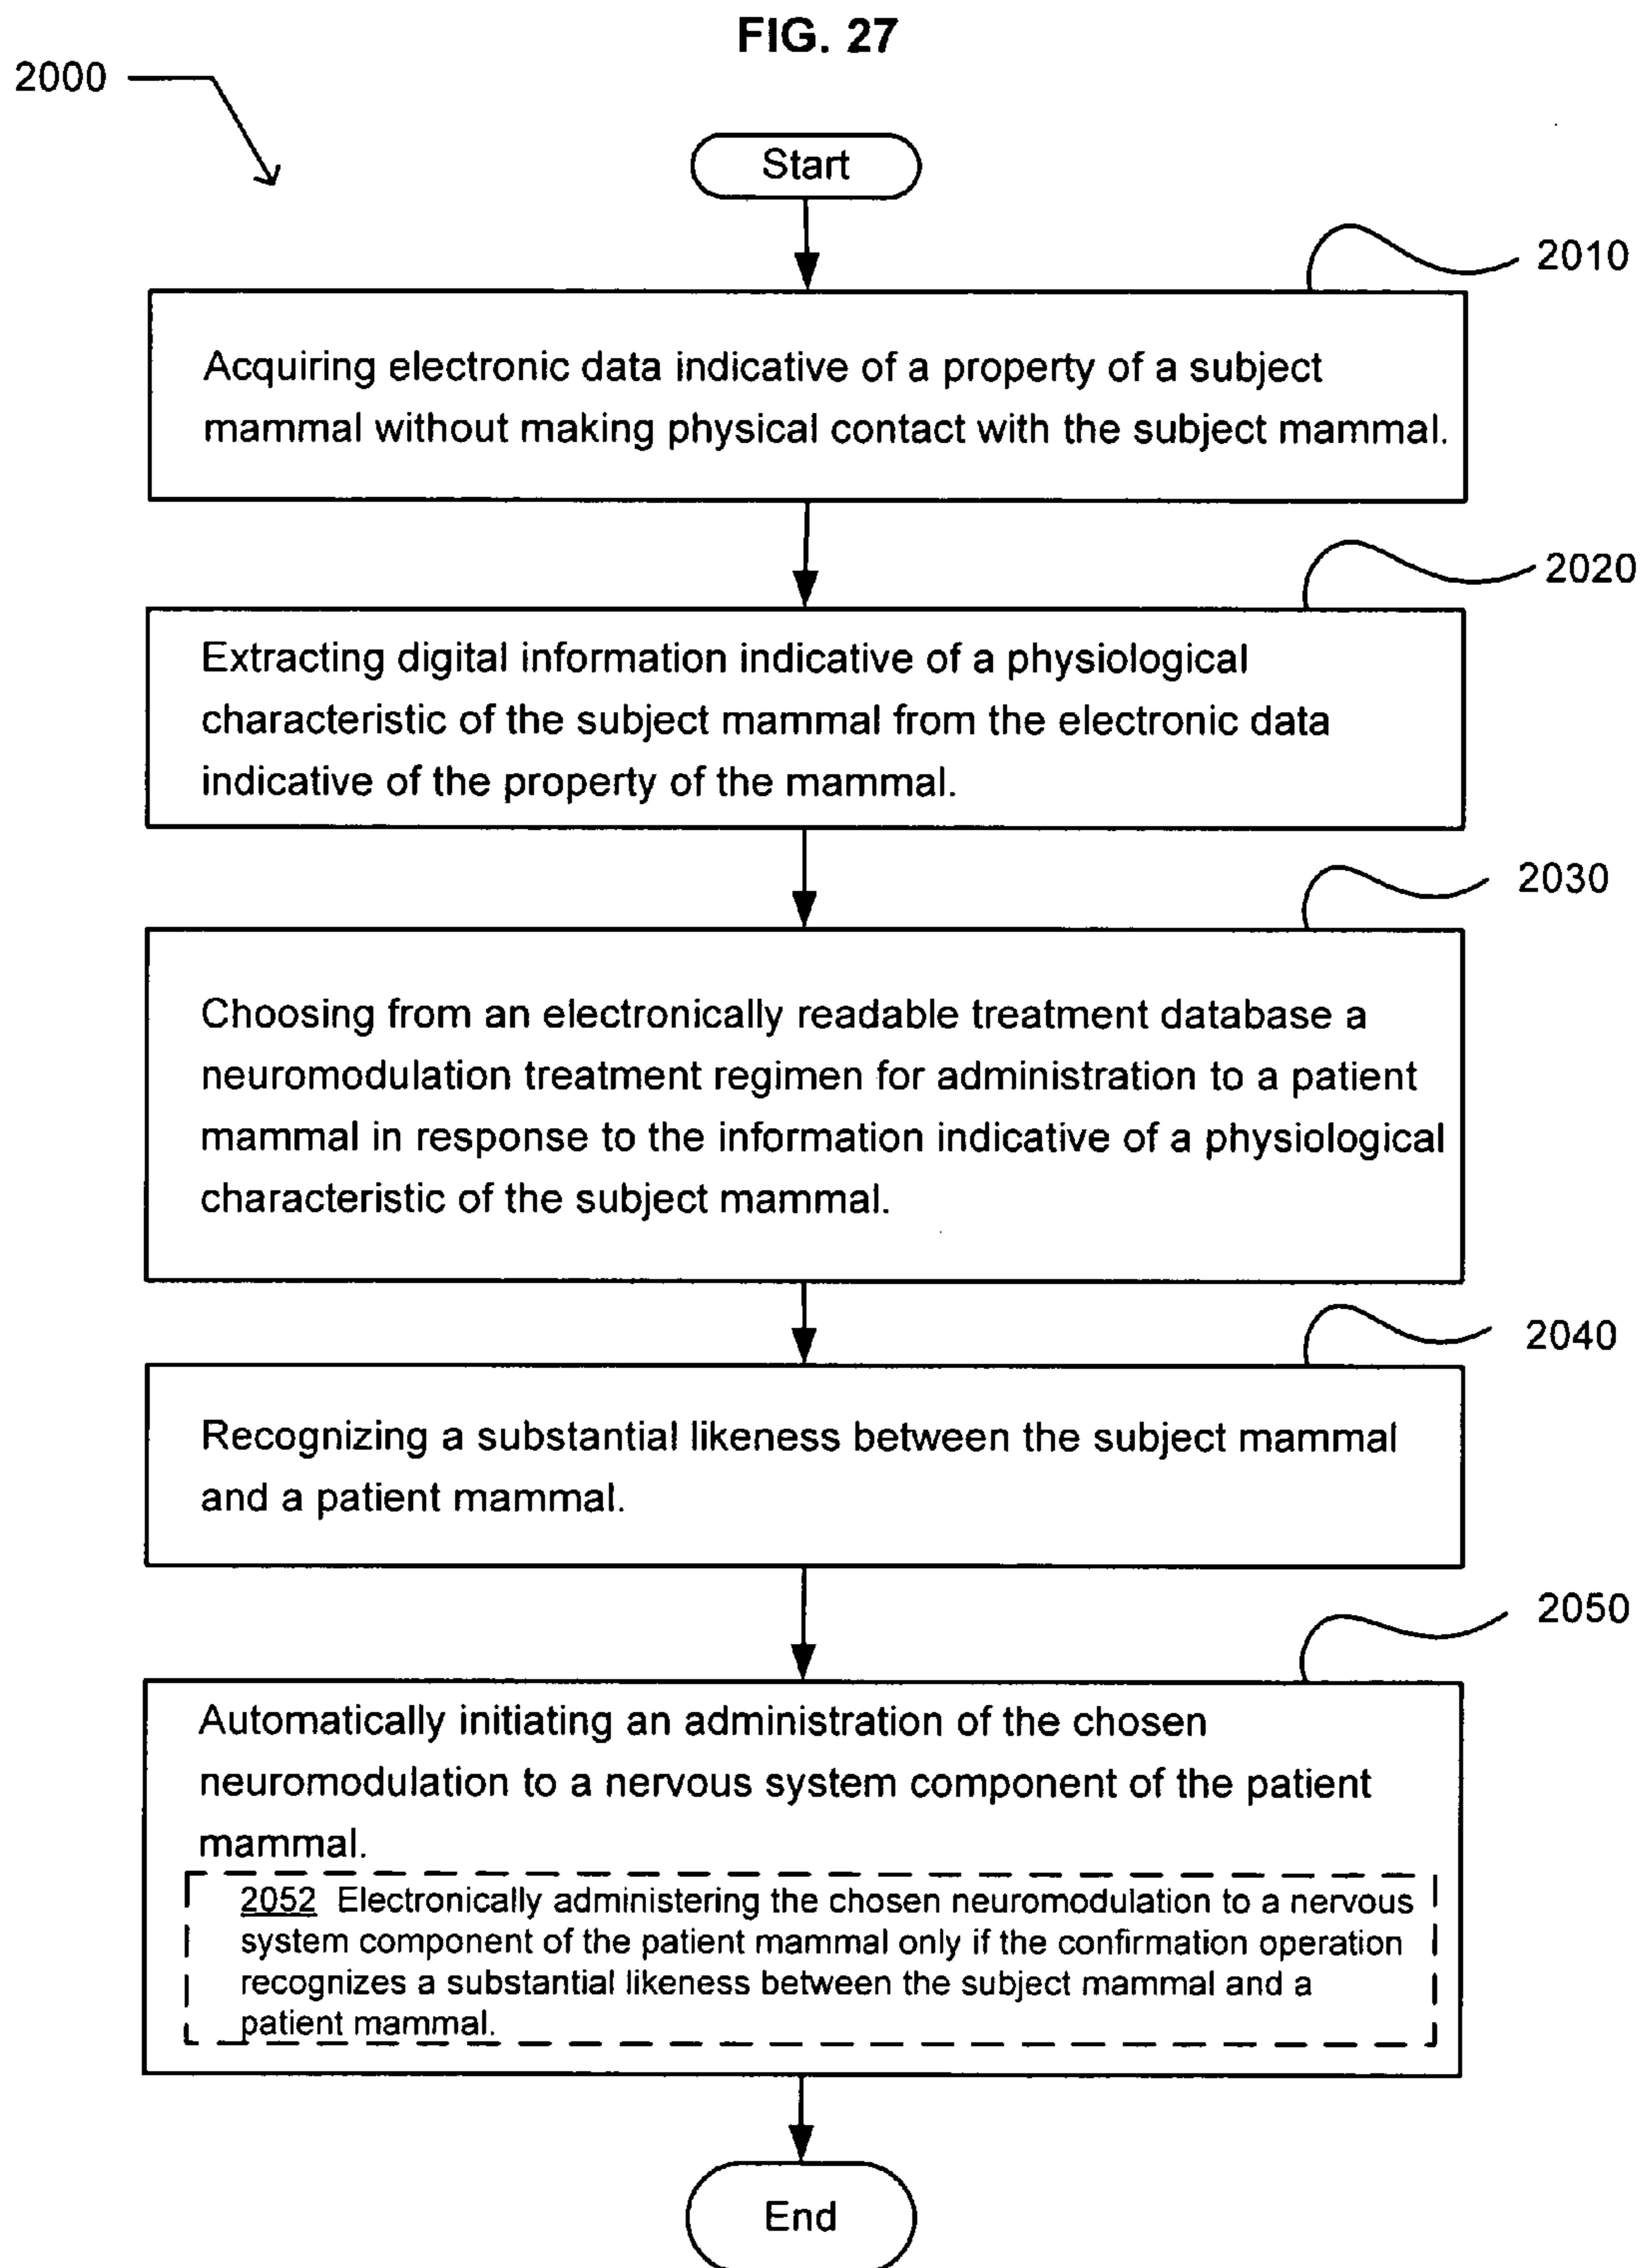 FIG. 27
2000
Start
2010
Acquiring electronic data indicative of a property of a subject
mammal without making physical contact with the subject mammal.
2020
Extracting digital information indicative of a physiological
characteristic of the subject mammal from the electronic data
indicative of the property of the mammal.
2030
Choosing from an electronically readable treatment database a
neuromodulation treatment regimen for administration to a patient
mammal in response to the information indicative of a physiological
characteristic of the subject mammal.
2040
Recognizing a substantial likeness between the subject mammal
and a patient mammal.
2050
Automatically initiating an administration of the chosen
neuromodulation to a nervous system component of the patient
mammal.
2052 Electronically administering the chosen neuromodulation to a nervous
system component of the patient mammal only if the confirmation operation
recognizes a substantial likeness between the subject mammal and a
patient mammal.
End